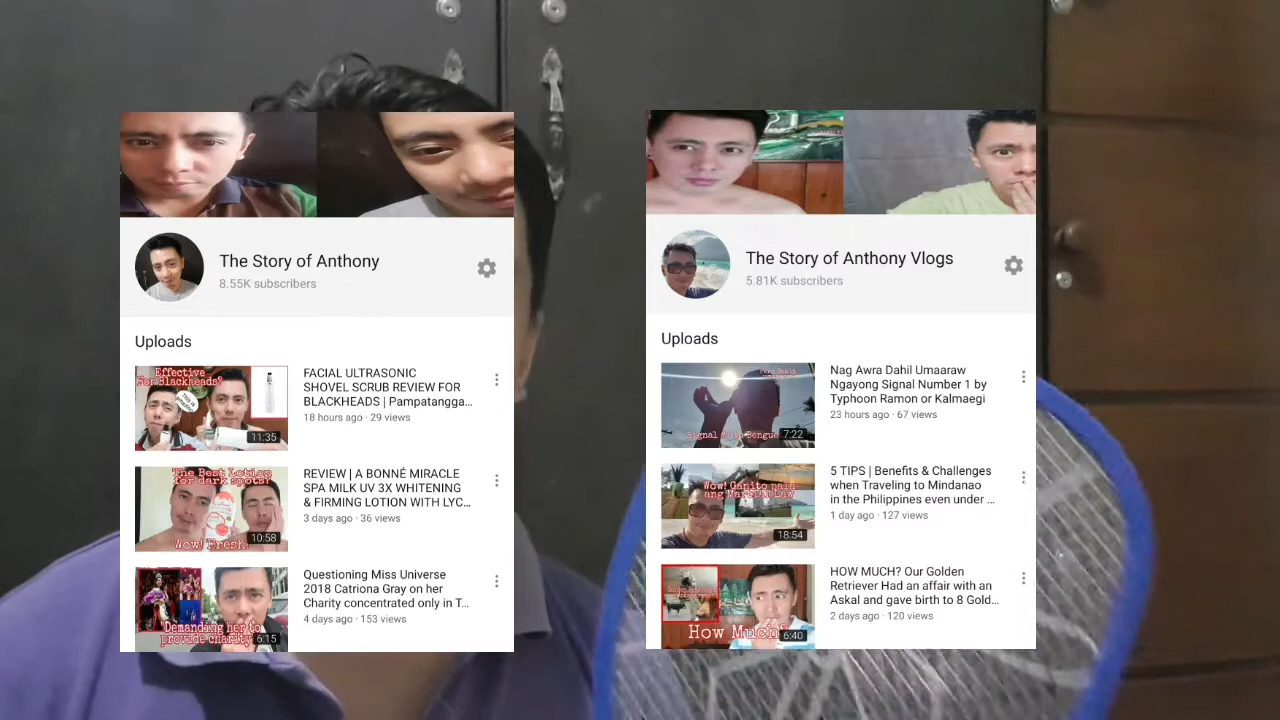 The Story of Anthony
8.55K subscribers
Uploads
Effective
for Blackheads?
This is
11:35
FACIAL ULTRASONIC
SHOVEL SCRUB REVIEW FOR
BLACKHEADS | Pampatangga...
18 hours ago · 29 views
The Best Lotion
for dark spots?
Wow! Fresh!
10:58
REVIEW | A BONNÉ MIRACLE
SPA MILK UV 3X WHITENING
& FIRMING LOTION WITH LYC...
3 days ago · 36 views
Demanding her to
provide charity
6:15
Questioning Miss Universe
2018 Catriona Gray on her
Charity concentrated only in T...
4 days ago · 153 views
The Story of Anthony Vlogs
5.81K subscribers
Uploads
Signal
7:22
Nag Awra Dahil Umaaraw
Ngayong Signal Number 1 by
Typhoon Ramon or Kalmaegi
23 hours ago · 67 views
Wow! Ganito pala
ang Martial Law
18:54
5 TIPS | Benefits & Challenges
when Traveling to Mindanao
in the Philippines even under ...
1 day ago · 127 views
How Much?
6:40
HOW MUCH? Our Golden
Retriever Had an affair with an
Askal and gave birth to 8 Gold...
2 days ago · 120 views